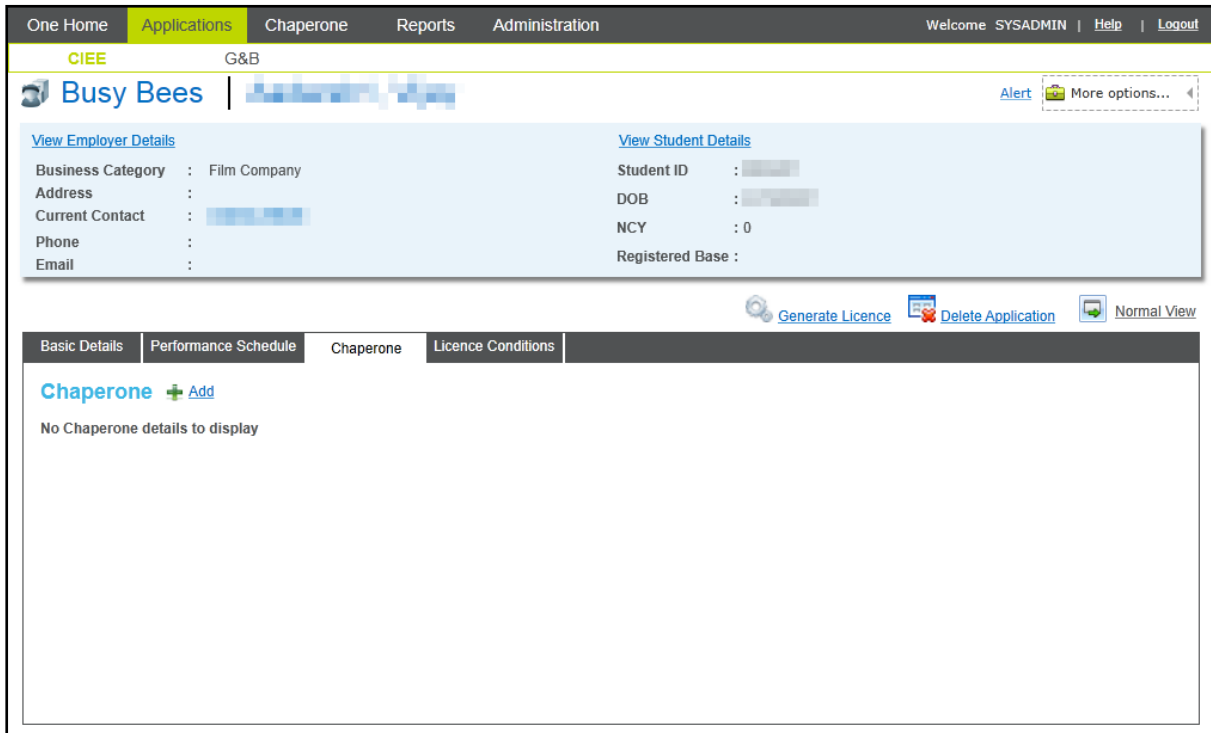 One Home Applications Chaperone Reports Administration Welcome SYSADMIN | Help | Logout
CIEE G&B
Busy Bees |
Alert More options...
View Employer Details
Business Category : Film Company
Address :
Current Contact :
Phone :
Email :
View Student Details
Student ID :
DOB :
NCY : 0
Registered Base :
Generate Licence Delete Application Normal View
Basic Details Performance Schedule Chaperone Licence Conditions
Chaperone Add
No Chaperone details to display